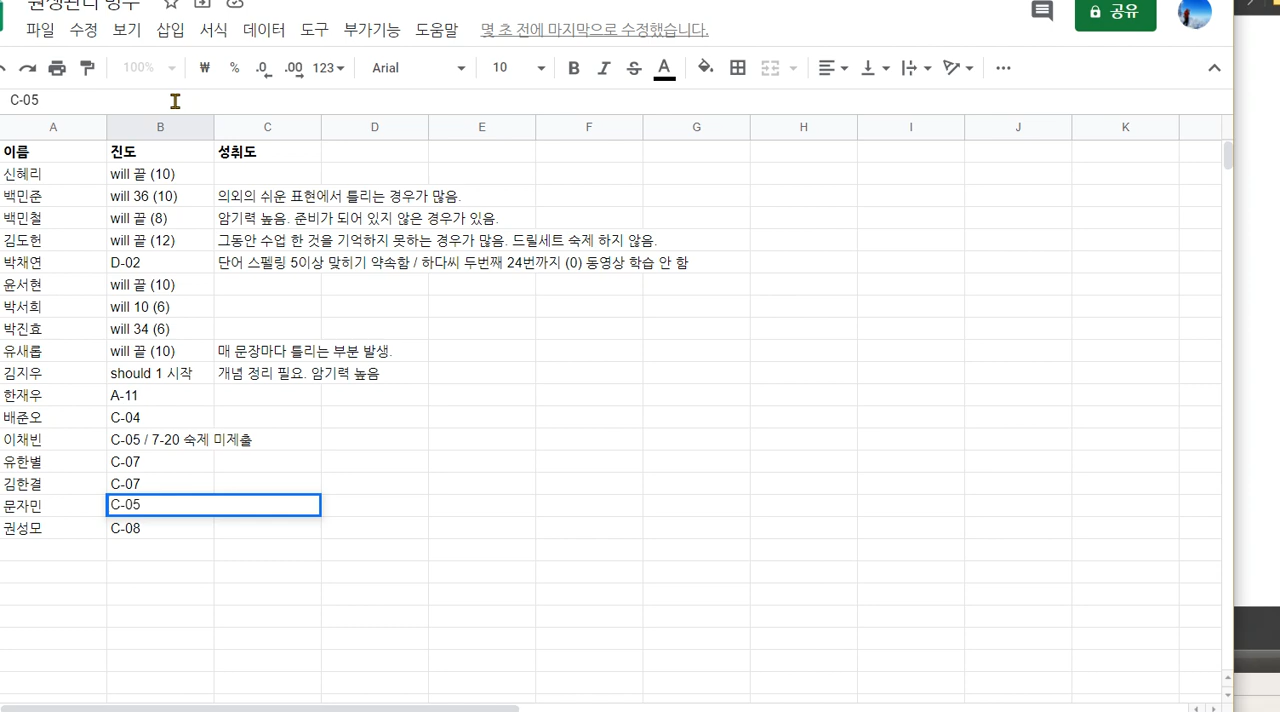 원생관리 명부
파일 수정 보기 삽입 서식 데이터 도구 부가기능 도움말 몇 초 전에 마지막으로 수정했습니다. 공유
100% ₩ % .0 .00 123 Arial 10 B I S A
C-05
A B C D E F G H I J K
이름 진도 성취도
신혜리 will 끝 (10)
백민준 will 36 (10) 의외의 쉬운 표현에서 틀리는 경우가 많음.
백민철 will 끝 (8) 암기력 높음. 준비가 되어 있지 않은 경우가 있음.
김도헌 will 끝 (12) 그동안 수업 한 것을 기억하지 못하는 경우가 많음. 드릴세트 숙제 하지 않음.
박채연 D-02 단어 스펠링 5이상 맞히기 약속함 / 하다씨 두번째 24번까지 (0) 동영상 학습 안 함
윤서현 will 끝 (10)
박서희 will 10 (6)
박진효 will 34 (6)
유새롭 will 끝 (10) 매 문장마다 틀리는 부분 발생.
김지우 should 1 시작 개념 정리 필요. 암기력 높음
한재우 A-11
배준오 C-04
이채빈 C-05 / 7-20 숙제 미제출
유한별 C-07
김한결 C-07
문자민 C-05
권성모 C-08